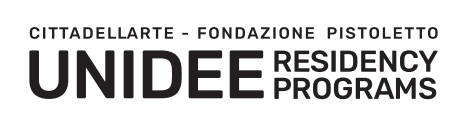 CITTADELLARTE - FONDAZIONE PISTOLETTO
UNIDEE RESIDENCY
PROGRAMS